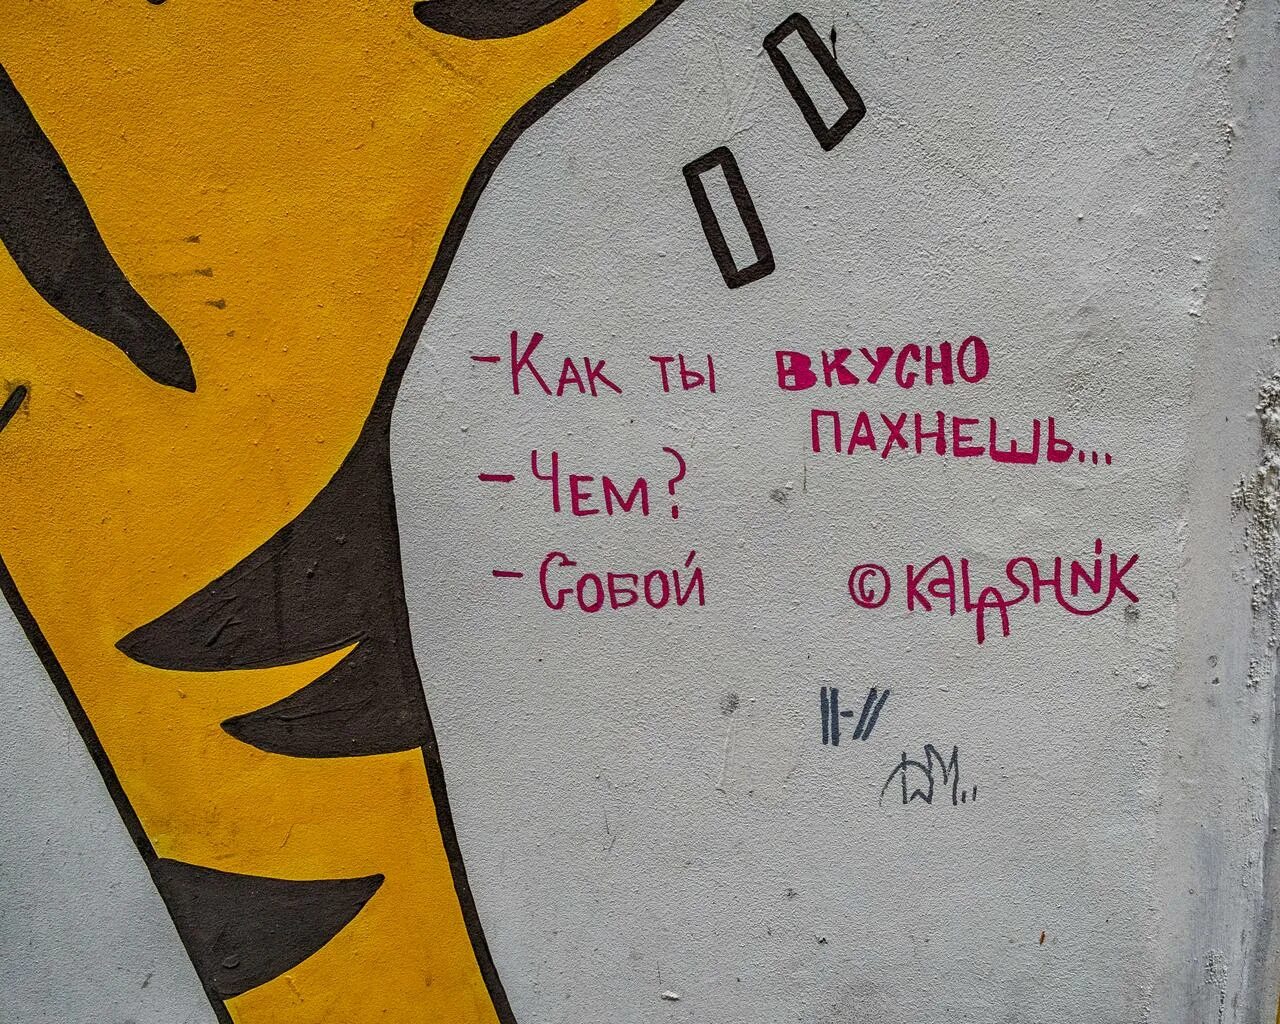 -Как ты вкусно
пахнешь...
-Чем?
-Собой
© KALASHNIK